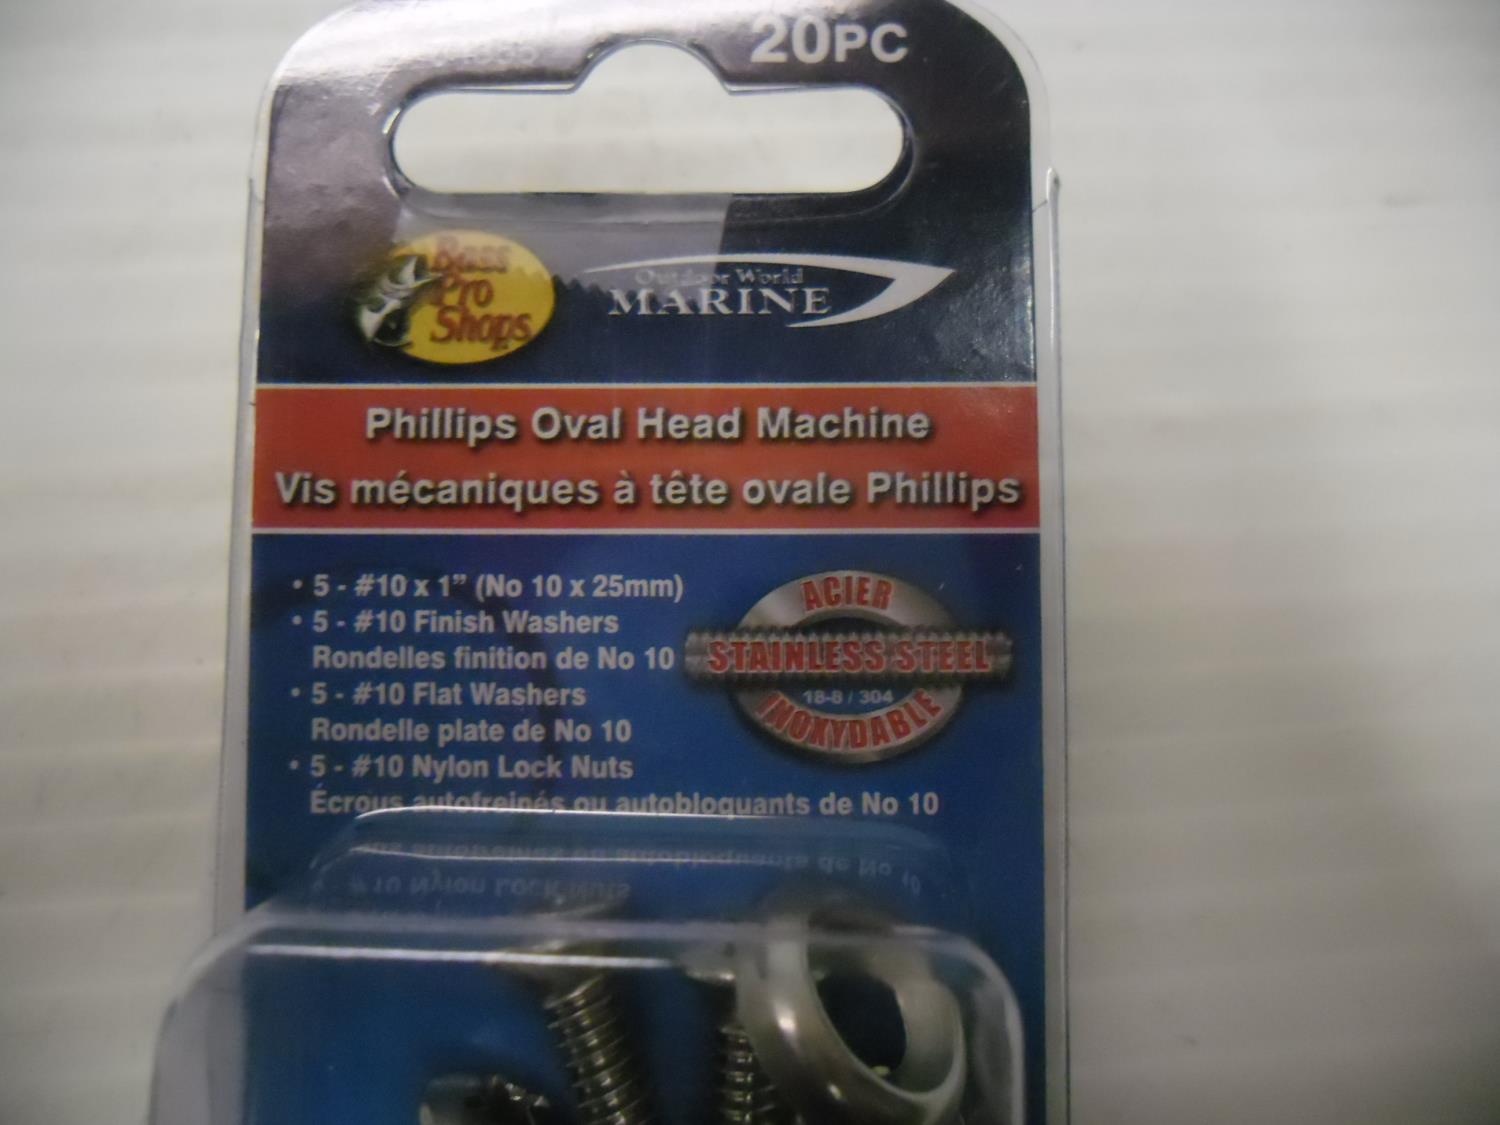 20PC
Bass
Pro
Shops
Outdoor World
MARINE
Phillips Oval Head Machine
Vis mécaniques à tête ovale Phillips
• 5 - #10 x 1” (No 10 x 25mm)
• 5 - #10 Finish Washers
Rondelles finition de No 10
• 5 - #10 Flat Washers
Rondelle plate de No 10
• 5 - #10 Nylon Lock Nuts
Écrous autofreinés ou autobloquants de No 10
ACIER
STAINLESS STEEL
18-8 / 304
INOXYDABLE